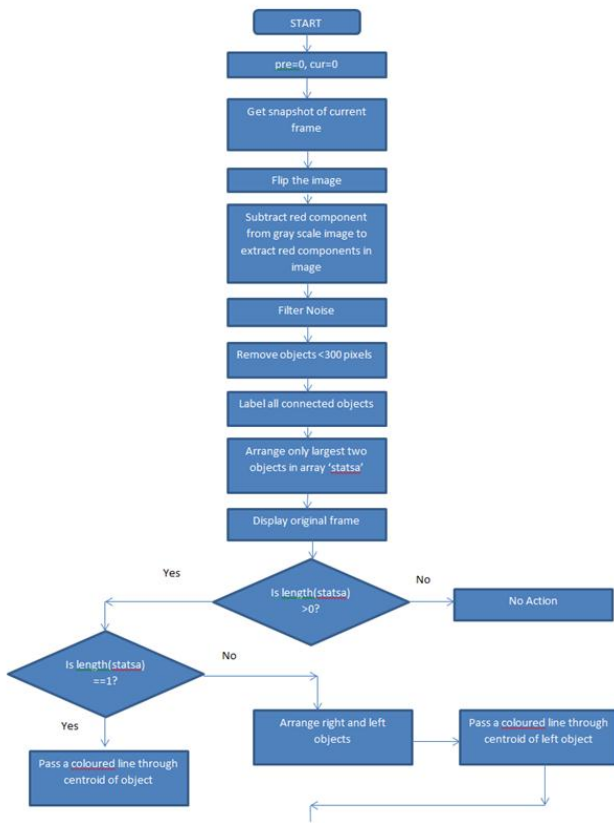 START
pre=0, cur=0
Get snapshot of current
frame
Flip the image
Subtract red component
from gray scale image to
extract red components in
image
Filter Noise
Remove objects <300 pixels
Label all connected objects
Arrange only largest two
objects in array ‘statsa’
Display original frame
Yes
Is length(statsa)
>0?
No
No Action
Is length(statsa)
==1?
No
Yes
Arrange right and left
objects
Pass a coloured line through
centroid of left object
Pass a coloured line through
centroid of object